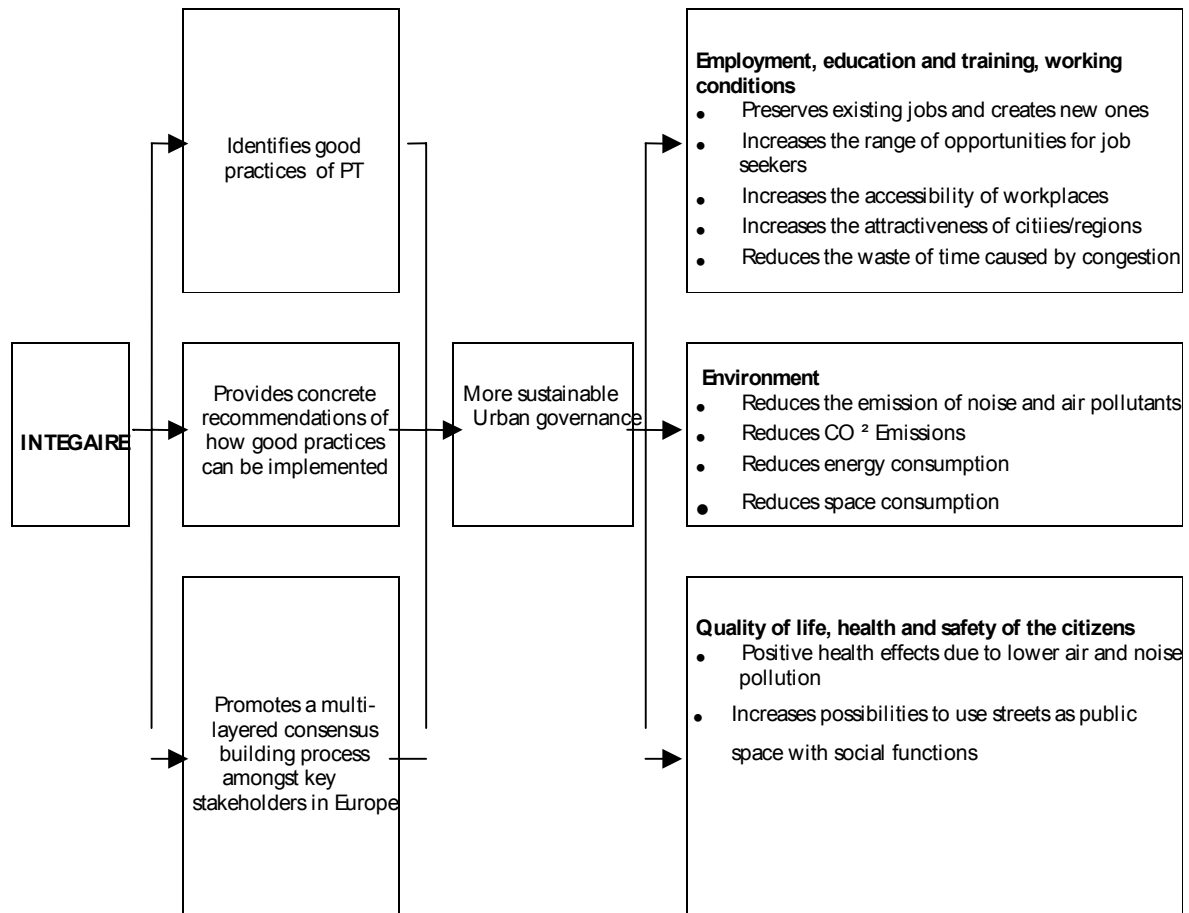 INTEGAIRE
Identifies good
practices of PT
Provides concrete
recommendations of
how good practices
can be implemented
Promotes a multi-
layered consensus
building process
amongst key
stakeholders in Europe
More sustainable
Urban governance
Employment, education and training, working
conditions
• Preserves existing jobs and creates new ones
• Increases the range of opportunities for job
seekers
• Increases the accessibility of workplaces
• Increases the attractiveness of citiies/regions
• Reduces the waste of time caused by congestion
Environment
• Reduces the emission of noise and air pollutants
• Reduces CO ² Emissions
• Reduces energy consumption
• Reduces space consumption
Quality of life, health and safety of the citizens
• Positive health effects due to lower air and noise
pollution
• Increases possibilities to use streets as public
space with social functions